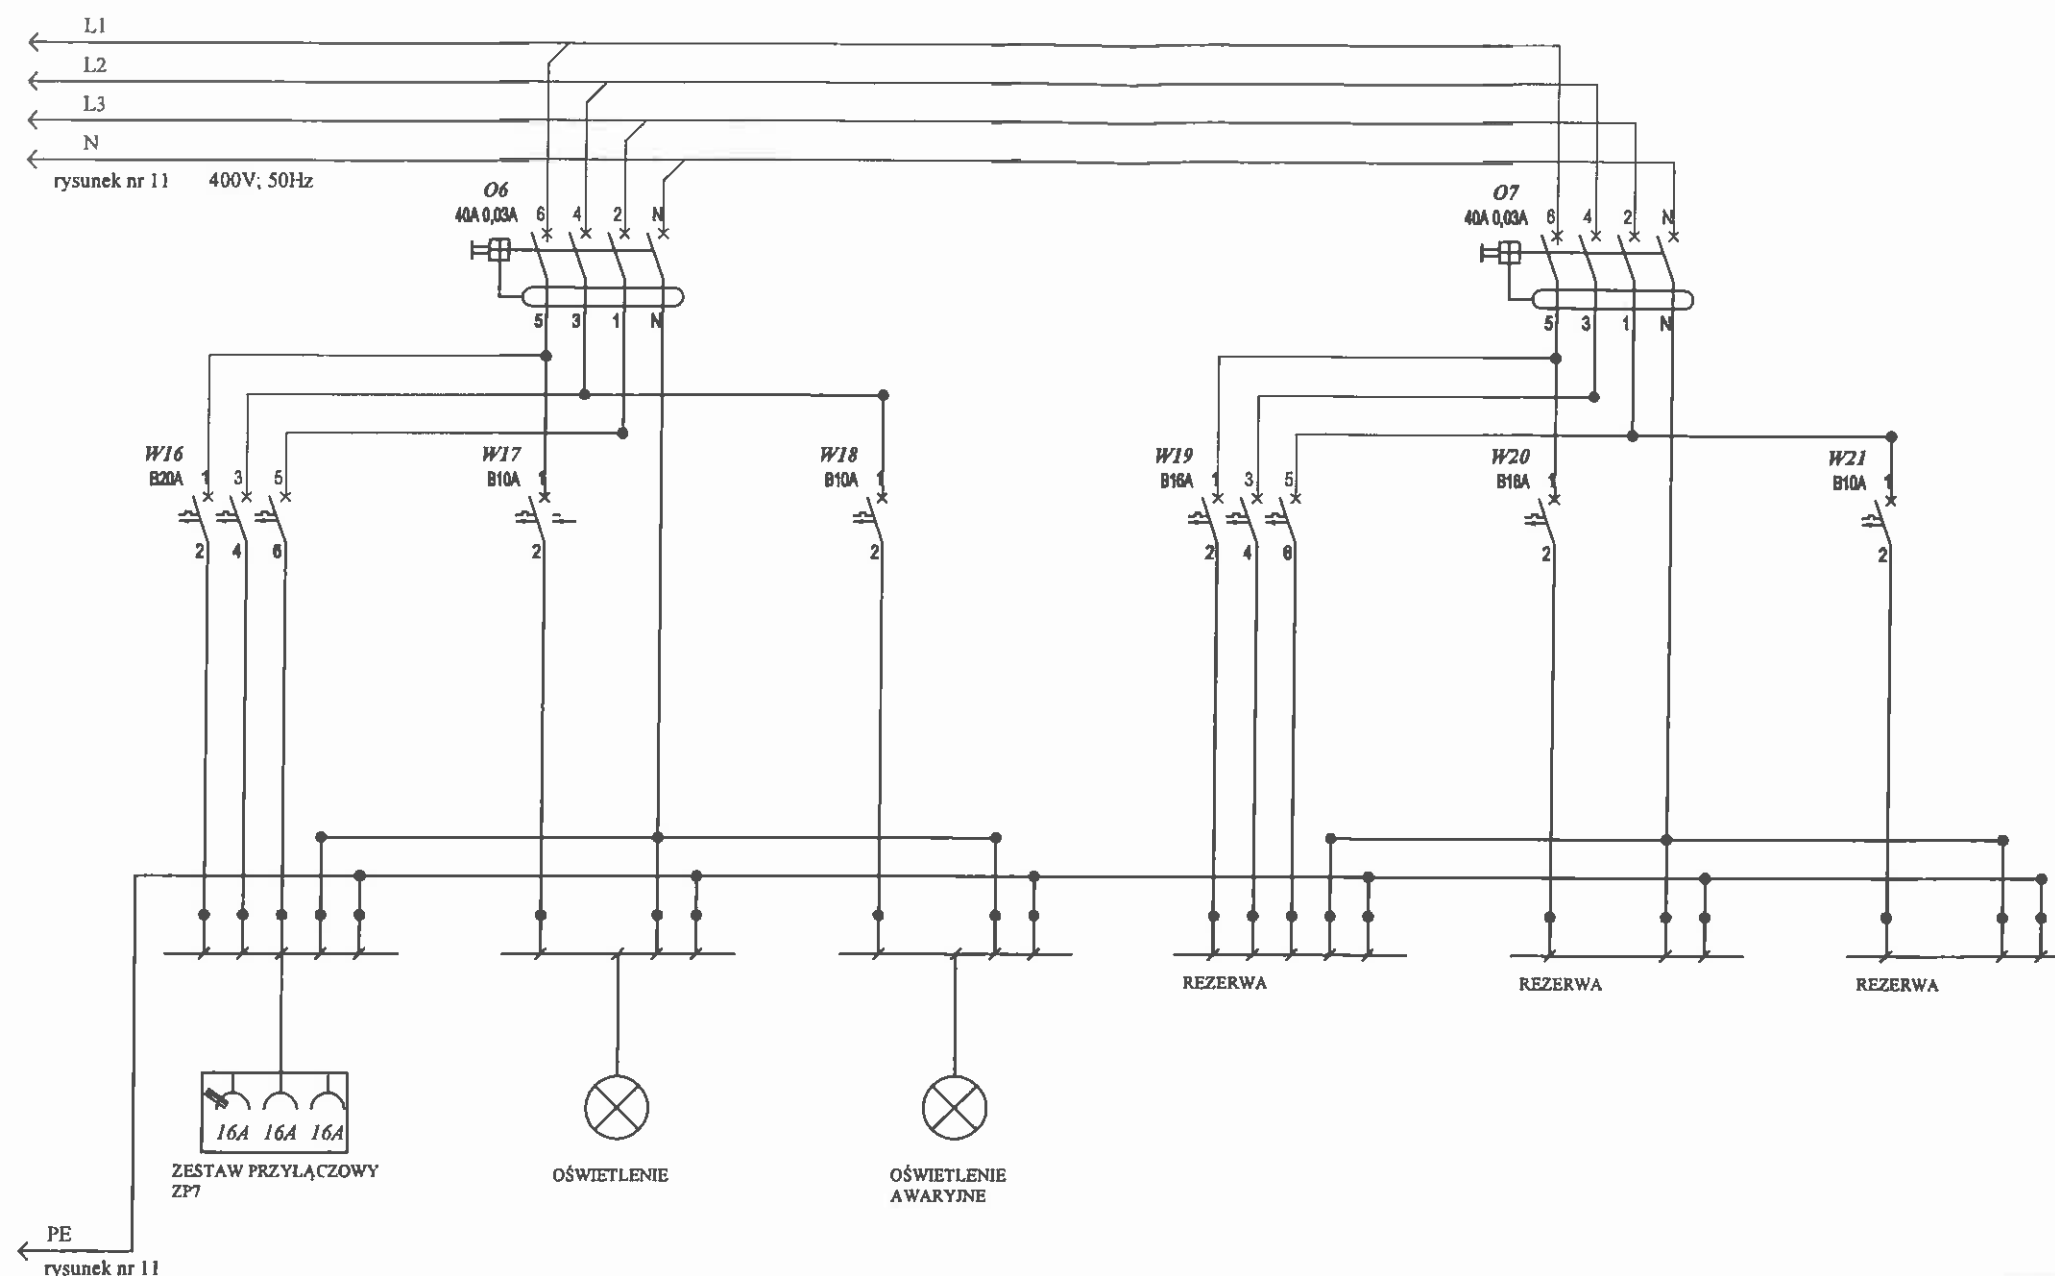 L1
L2
L3
N
rysunek nr 11 400V; 50Hz
O6
40A 0,03A 6 4 2 N
5 3 1 N
O7
40A 0,03A 6 4 2 N
5 3 1 N
W16
B20A 1 3 5
2 4 6
W17
B10A 1
2
W18
B10A 1
2
W19
B16A 1 3 5
2 4 6
W20
B16A 1
2
W21
B10A 1
2
REZERWA
REZERWA
REZERWA
16A 16A 16A
ZESTAW PRZYŁĄCZOWY
ZP7
OŚWIETLENIE
OŚWIETLENIE
AWARYJNE
PE
rysunek nr 11